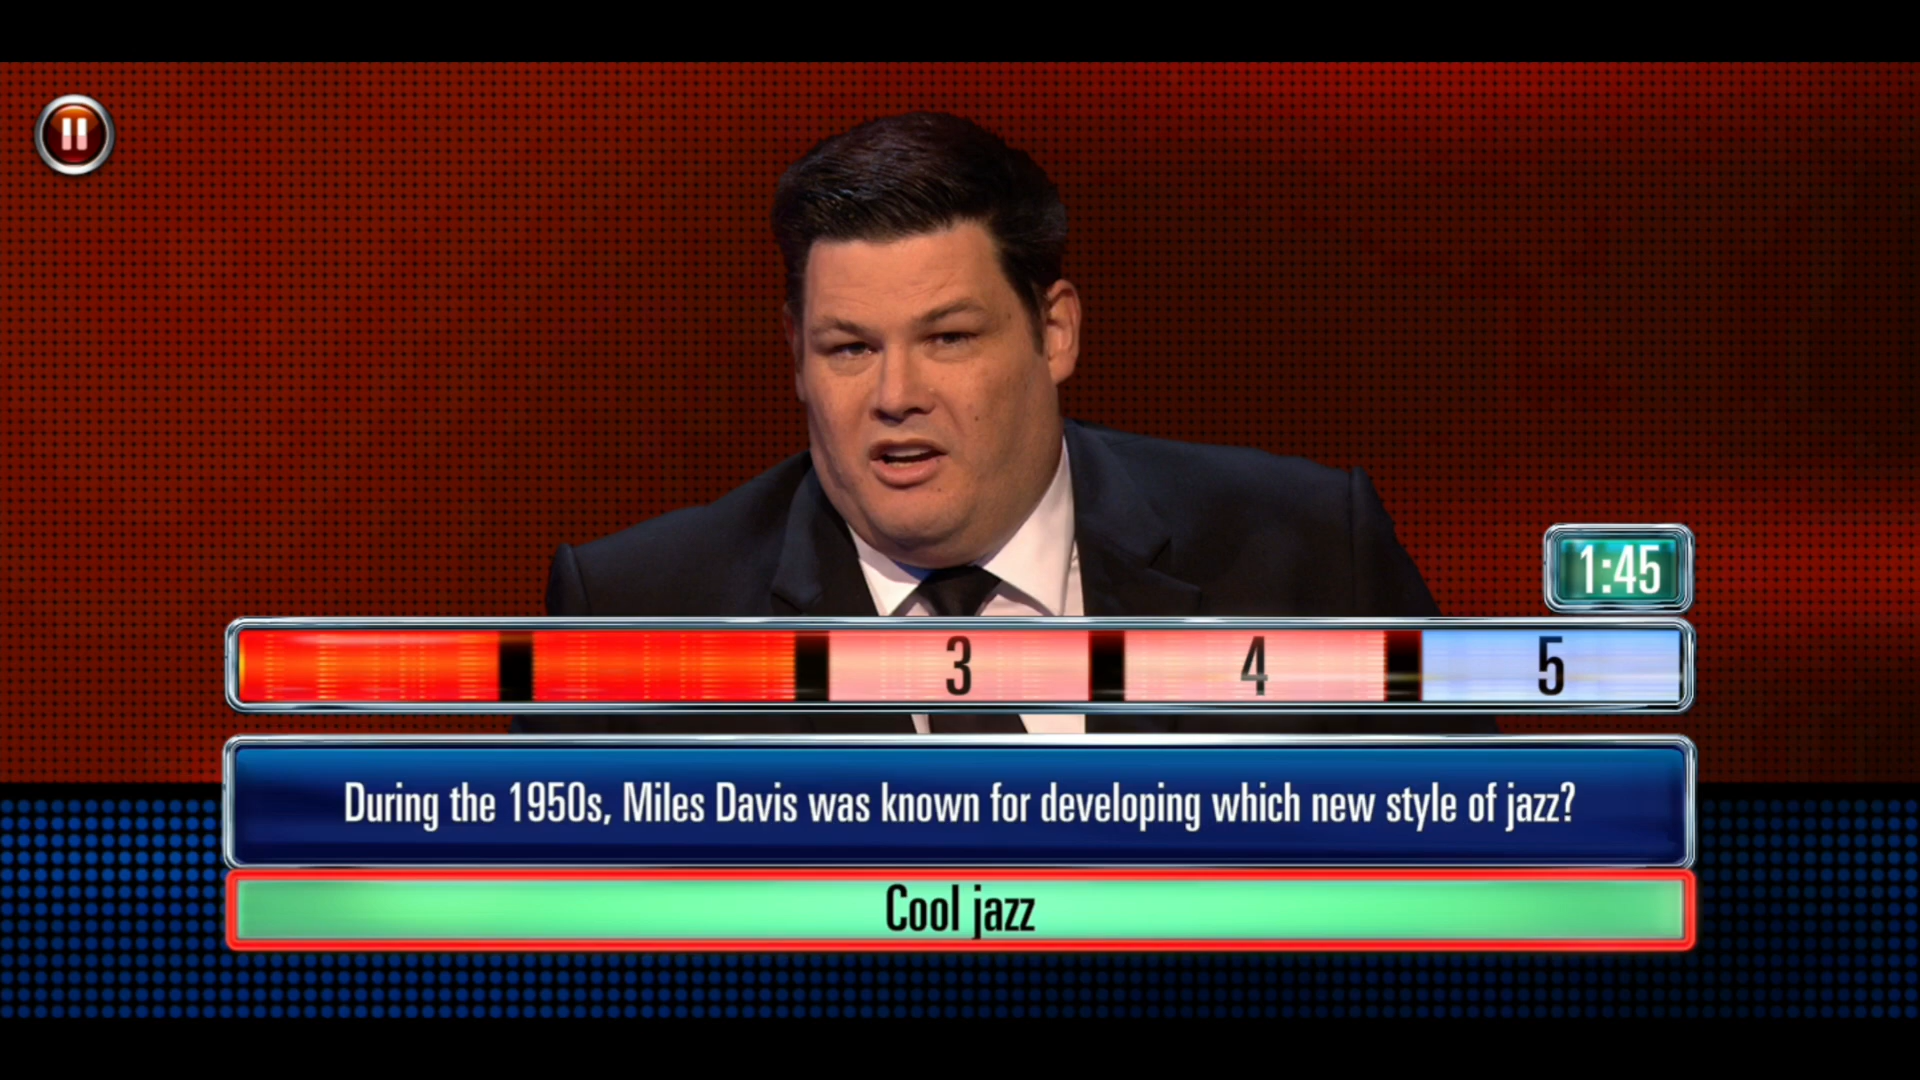 1:45
3 4 5
During the 1950s, Miles Davis was known for developing which new style of jazz?
Cool jazz